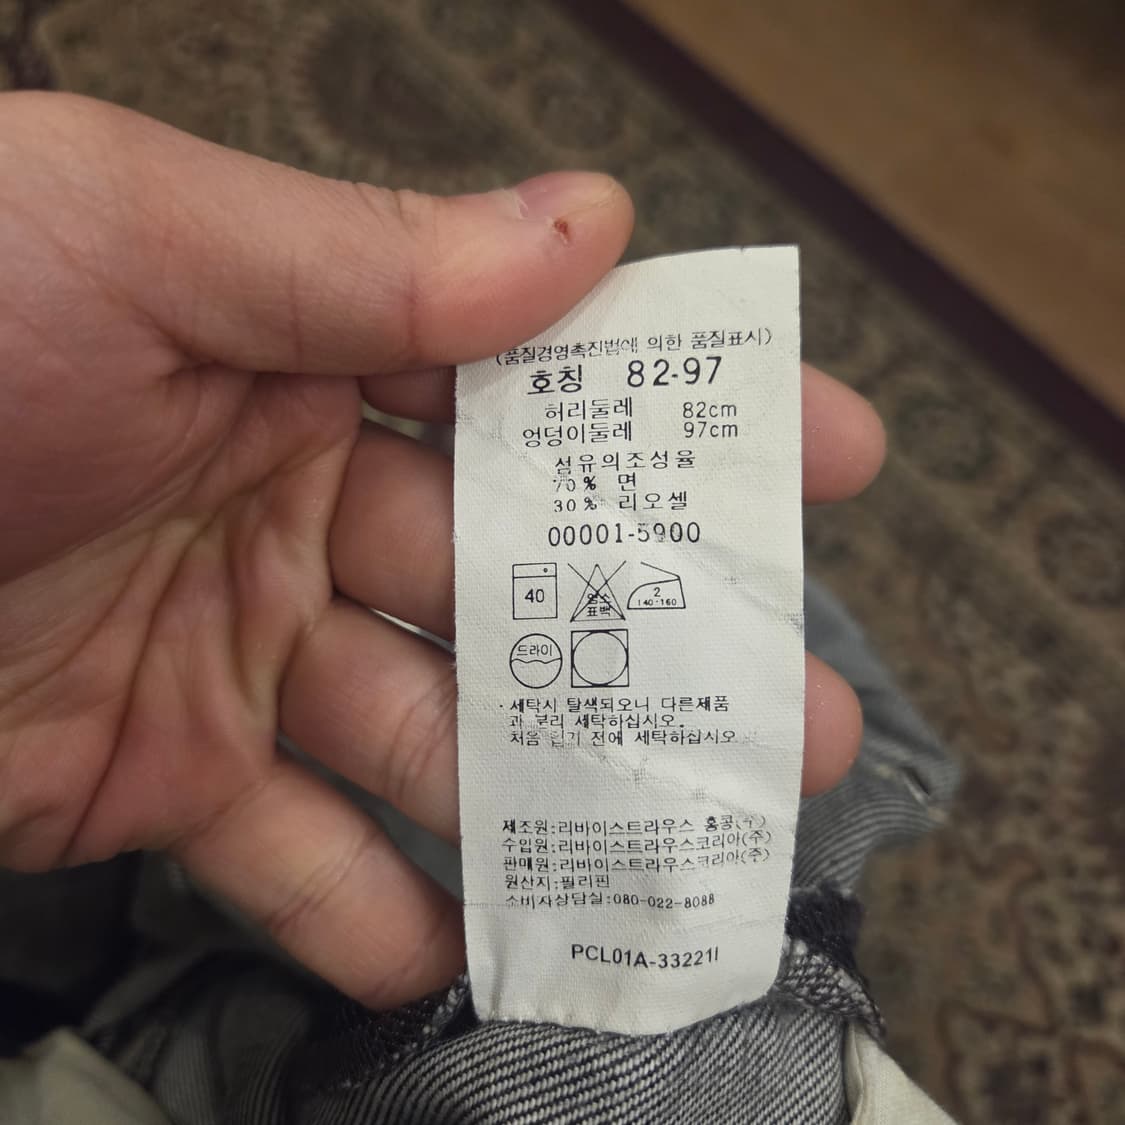 (품질경영촉진법에 의한 품질표시)
호칭 82-97
허리둘레 82cm
엉덩이둘레 97cm
섬유의조성율
70% 면
30% 리오셀
00001-5900
40
염소
표백
2
140-160
드라이
·세탁시 탈색되오니 다른제품
과 분리 세탁하십시오.
처음 입기 전에 세탁하십시오
제조원:리바이스트라우스 홍콩(주)
수입원:리바이스트라우스코리아(주)
판매원:리바이스트라우스코리아(주)
원산지:필리핀
소비자상담실:080-022-8088
PCL01A-33221I